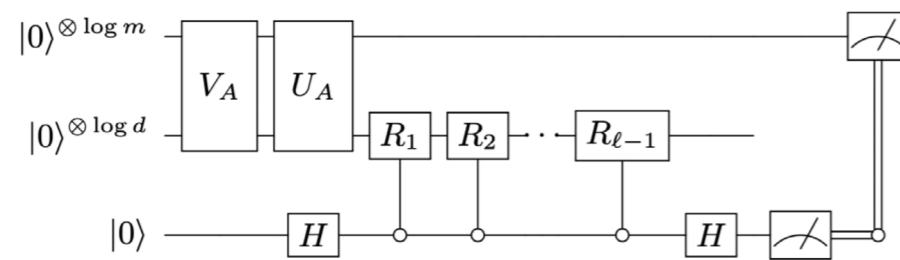 |0⟩^{⊗ log m} V_A U_A
|0⟩^{⊗ log d} R_1 R_2 ··· R_{ℓ−1}
|0⟩ H H